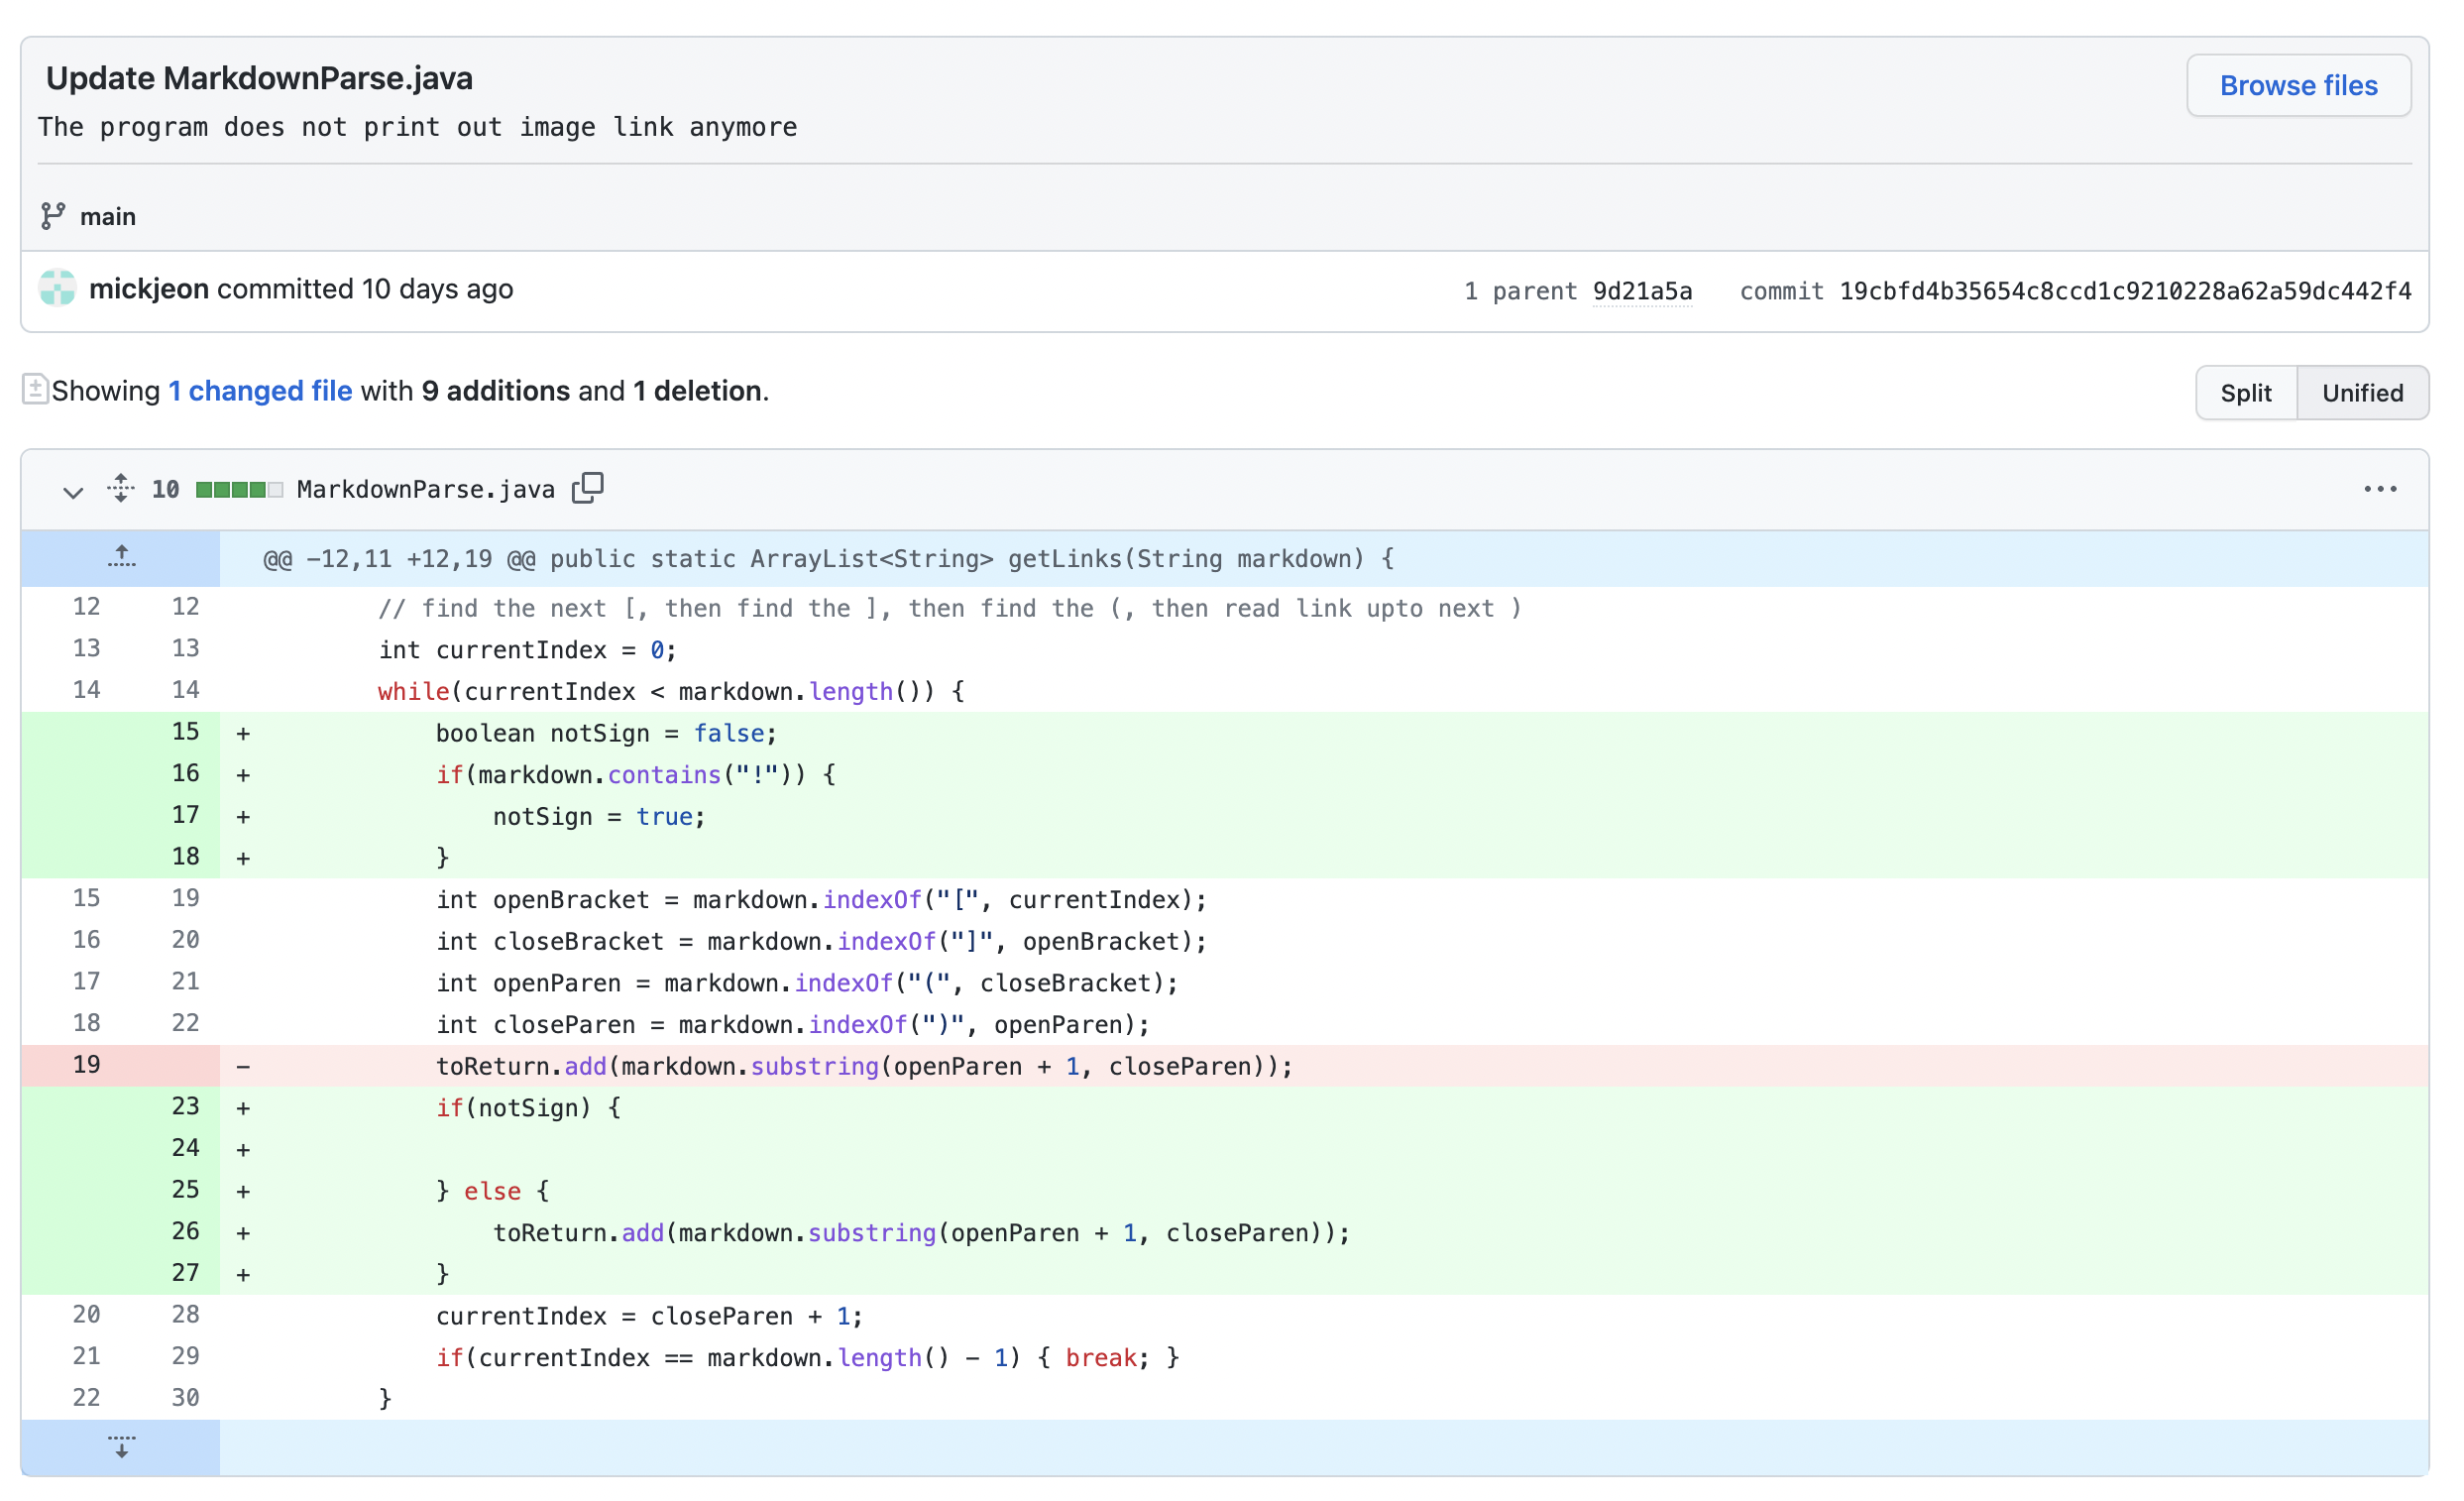 Update MarkdownParse.java
Browse files
The program does not print out image link anymore
main
mickjeon committed 10 days ago
1 parent 9d21a5a commit 19cbfd4b35654c8ccd1c9210228a62a59dc442f4
Showing 1 changed file with 9 additions and 1 deletion.
Split Unified
10 MarkdownParse.java
@@ -12,11 +12,19 @@ public static ArrayList<String> getLinks(String markdown) {
12 12 // find the next [, then find the ], then find the (, then read link upto next )
13 13 int currentIndex = 0;
14 14 while(currentIndex < markdown.length()) {
15 + boolean notSign = false;
16 + if(markdown.contains("!")) {
17 + notSign = true;
18 + }
15 19 int openBracket = markdown.indexOf("[", currentIndex);
16 20 int closeBracket = markdown.indexOf("]", openBracket);
17 21 int openParen = markdown.indexOf("(", closeBracket);
18 22 int closeParen = markdown.indexOf(")", openParen);
19 - toReturn.add(markdown.substring(openParen + 1, closeParen));
23 + if(notSign) {
24 +
25 + } else {
26 + toReturn.add(markdown.substring(openParen + 1, closeParen));
27 + }
20 28 currentIndex = closeParen + 1;
21 29 if(currentIndex == markdown.length() - 1) { break; }
22 30 }